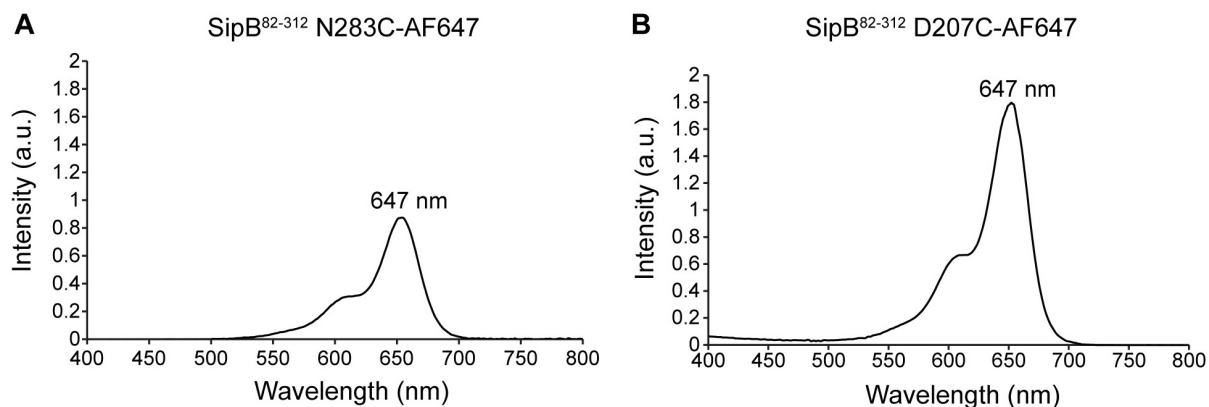 A
SipB82-312 N283C-AF647
Intensity (a.u.)
2
1.8
1.6
1.4
1.2
1
0.8
0.6
0.4
0.2
0
647 nm
400 450 500 550 600 650 700 750 800
Wavelength (nm)
B
SipB82-312 D207C-AF647
Intensity (a.u.)
2
1.8
1.6
1.4
1.2
1
0.8
0.6
0.4
0.2
0
647 nm
400 450 500 550 600 650 700 750 800
Wavelength (nm)